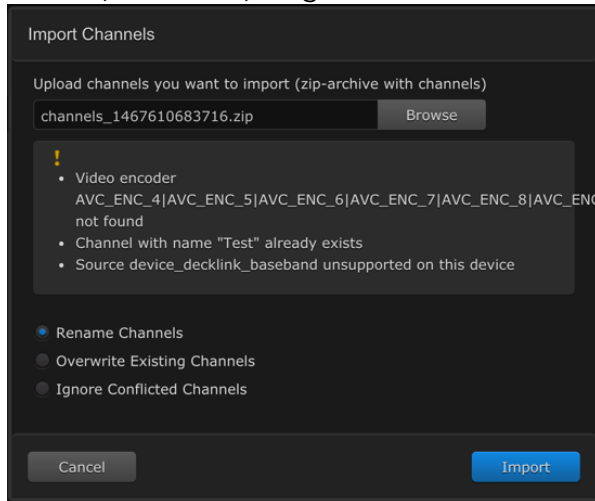 Import Channels
Upload channels you want to import (zip-archive with channels)
channels_1467610683716.zip
Browse
!
• Video encoder
AVC_ENC_4|AVC_ENC_5|AVC_ENC_6|AVC_ENC_7|AVC_ENC_8|AVC_ENC
not found
• Channel with name "Test" already exists
• Source device_decklink_baseband unsupported on this device
Rename Channels
Overwrite Existing Channels
Ignore Conflicted Channels
Cancel
Import